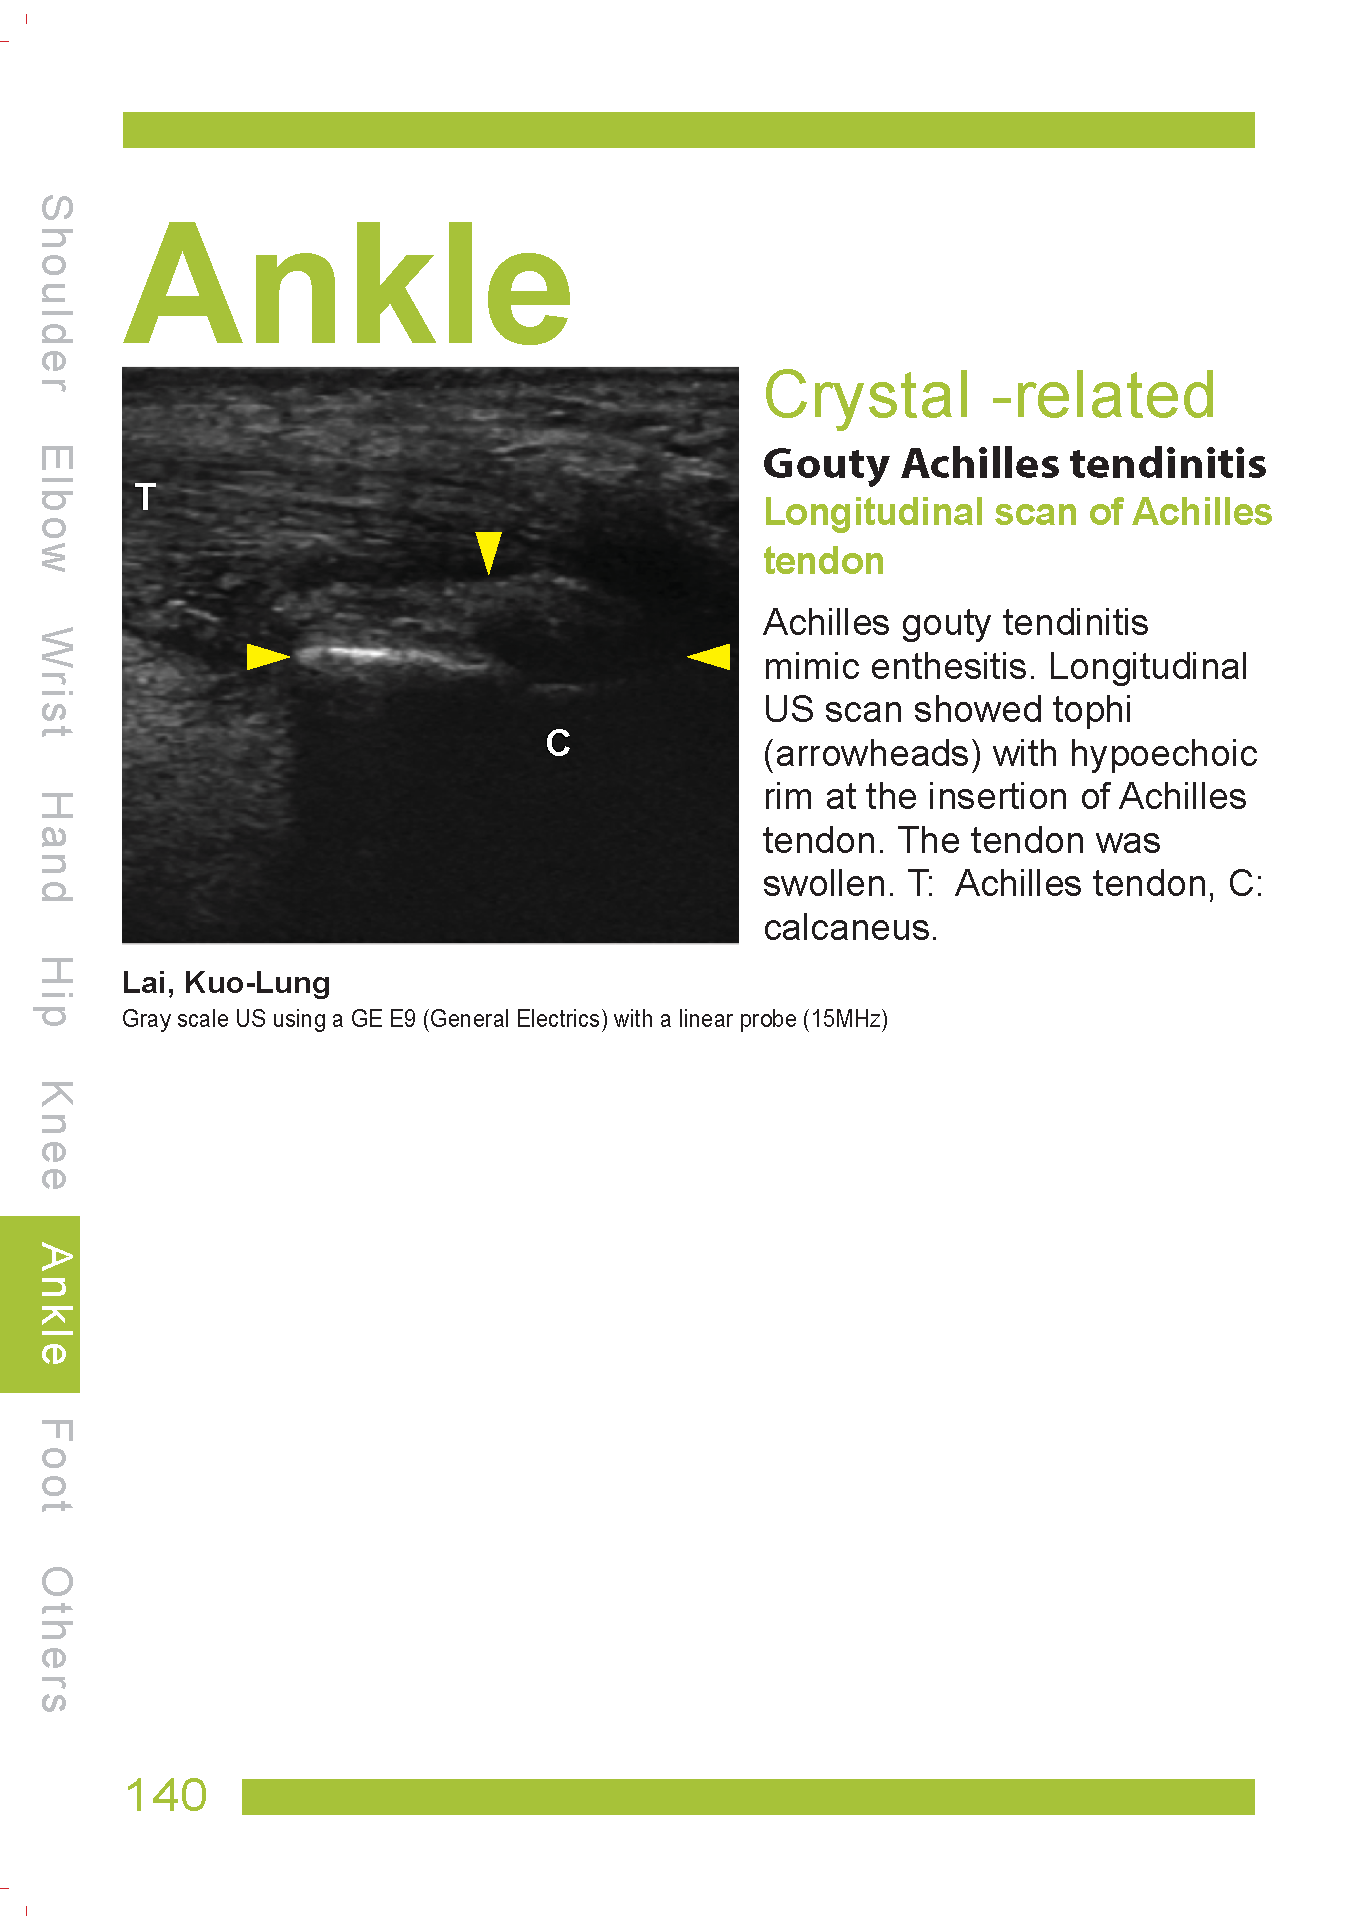 Shoulder
Elbow
Wrist
Hand
Hip
Knee
Ankle
Foot
Others
Ankle
T
C
Crystal -related
Gouty Achilles tendinitis
Longitudinal scan of Achilles
tendon
Achilles gouty tendinitis
mimic enthesitis. Longitudinal
US scan showed tophi
(arrowheads) with hypoechoic
rim at the insertion of Achilles
tendon. The tendon was
swollen. T: Achilles tendon, C:
calcaneus.
Lai, Kuo-Lung
Gray scale US using a GE E9 (General Electrics) with a linear probe (15MHz)
140